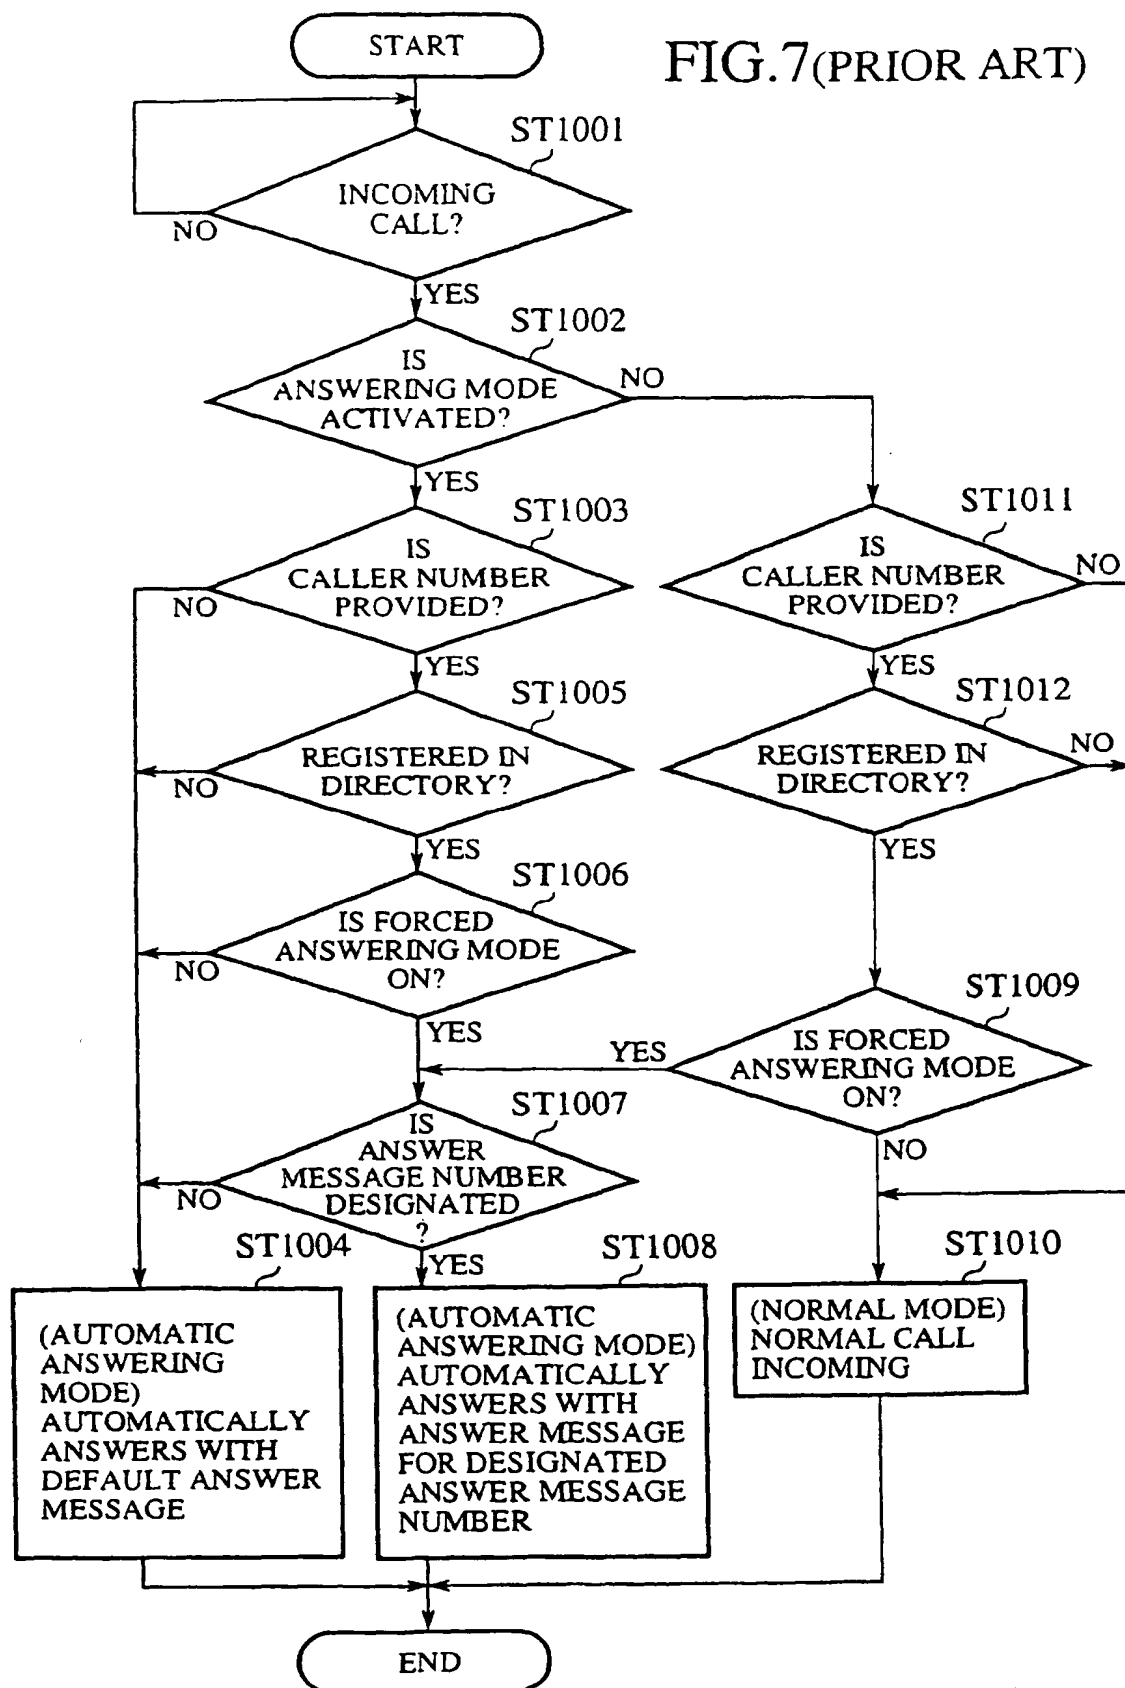 START
FIG.7(PRIOR ART)
ST1001
INCOMING
CALL?
NO
YES
ST1002
IS
ANSWERING MODE
ACTIVATED?
NO
YES
ST1003
IS
CALLER NUMBER
PROVIDED?
NO
YES
ST1011
IS
CALLER NUMBER
PROVIDED?
NO
YES
ST1005
REGISTERED IN
DIRECTORY?
NO
YES
ST1012
REGISTERED IN
DIRECTORY?
NO
YES
ST1006
IS FORCED
ANSWERING MODE
ON?
NO
YES
ST1009
IS FORCED
ANSWERING MODE
ON?
YES
NO
ST1007
IS
ANSWER
MESSAGE NUMBER
DESIGNATED
?
NO
YES
ST1004
(AUTOMATIC
ANSWERING
MODE)
AUTOMATICALLY
ANSWERS WITH
DEFAULT ANSWER
MESSAGE
ST1008
(AUTOMATIC
ANSWERING MODE)
AUTOMATICALLY
ANSWERS WITH
ANSWER MESSAGE
FOR DESIGNATED
ANSWER MESSAGE
NUMBER
ST1010
(NORMAL MODE)
NORMAL CALL
INCOMING
END